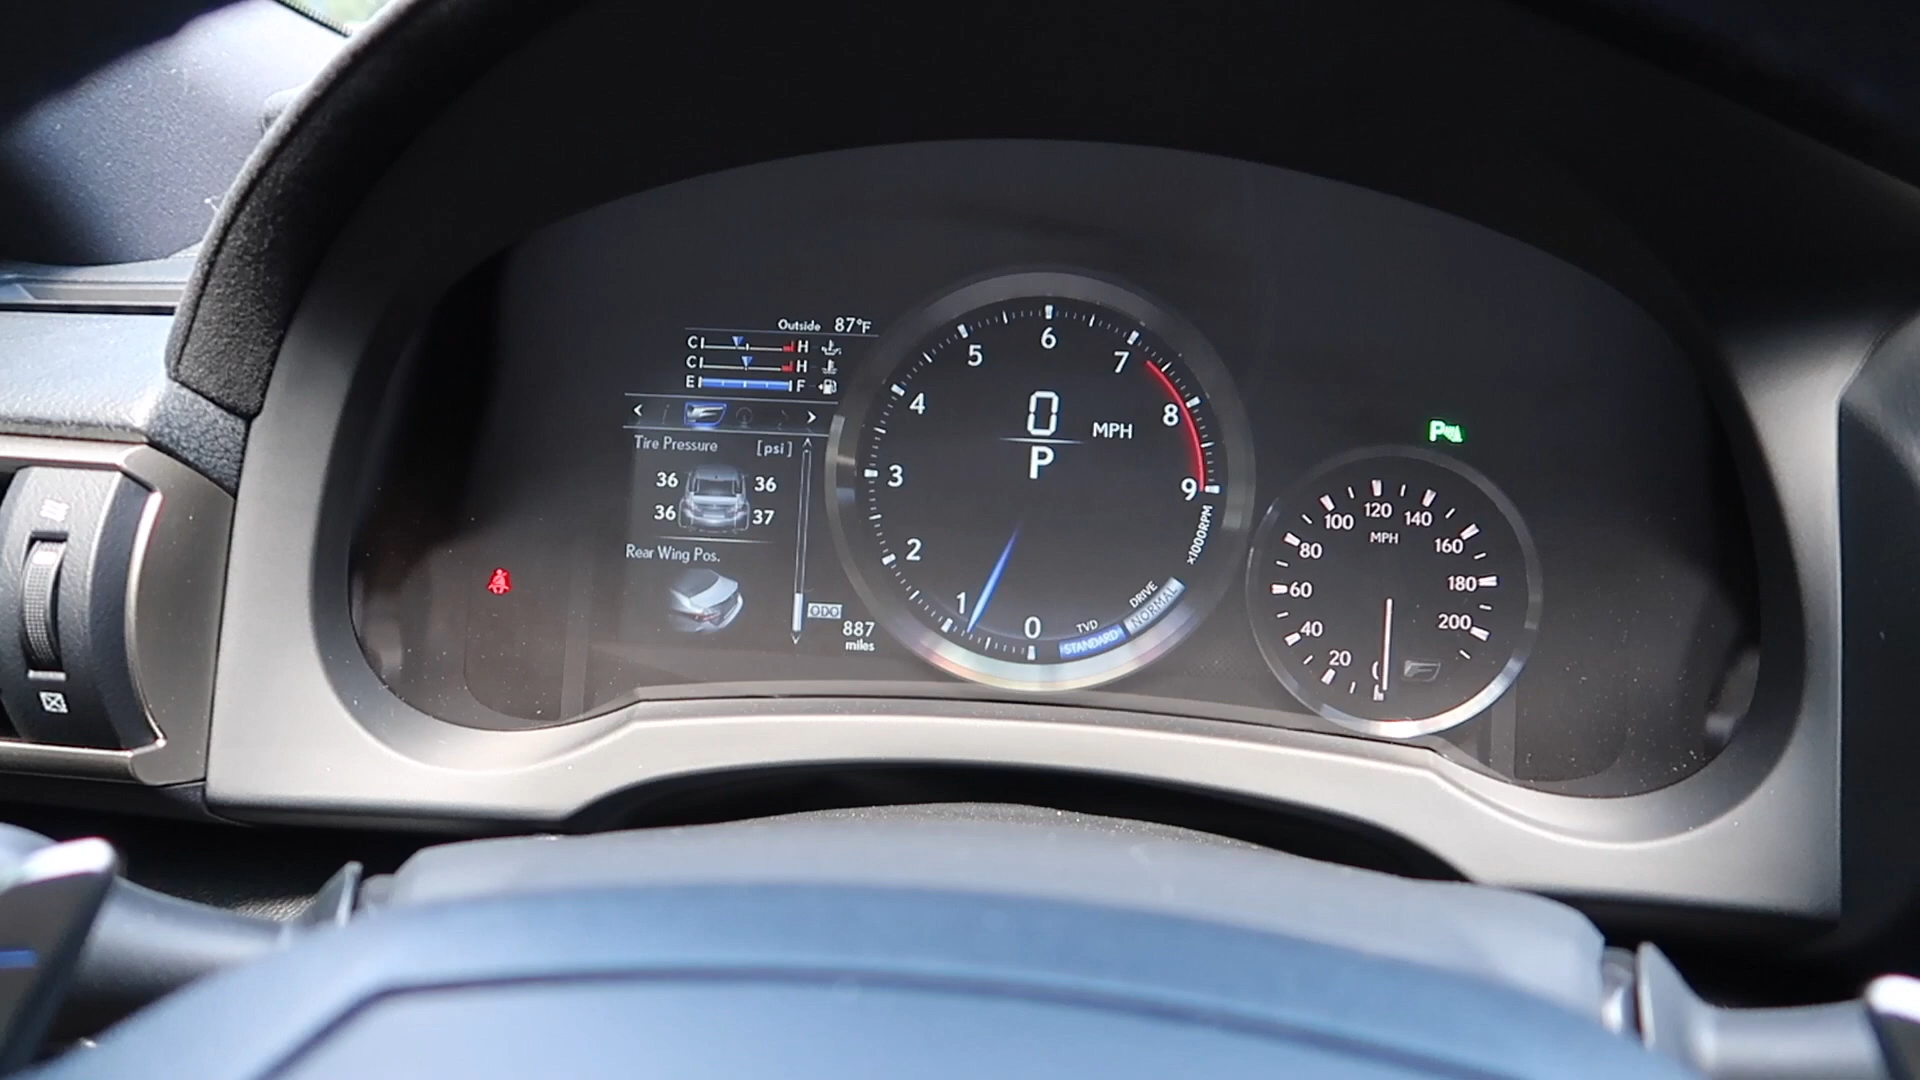 Outside 87°F
C H
C H
E F
Tire Pressure [psi]
36 36
36 37
Rear Wing Pos.
ODO
887
miles
0
MPH
P
0
1
2
3
4
5
6
7
8
9
x1000RPM
DRIVE
NORMAL
TVD
STANDARD
P
20
40
60
80
100
120
140
160
180
200
MPH